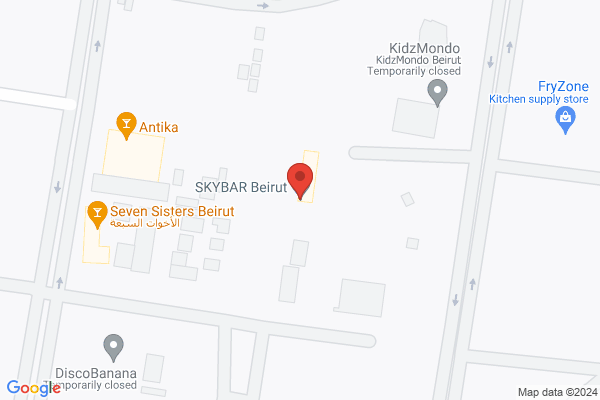 KidzMondo
KidzMondo Beirut
Temporarily closed
FryZone
Kitchen supply store
Antika
SKYBAR Beirut
Seven Sisters Beirut
الأخوات السبعة
DiscoBanana
Temporarily closed
Google
Map data ©2024